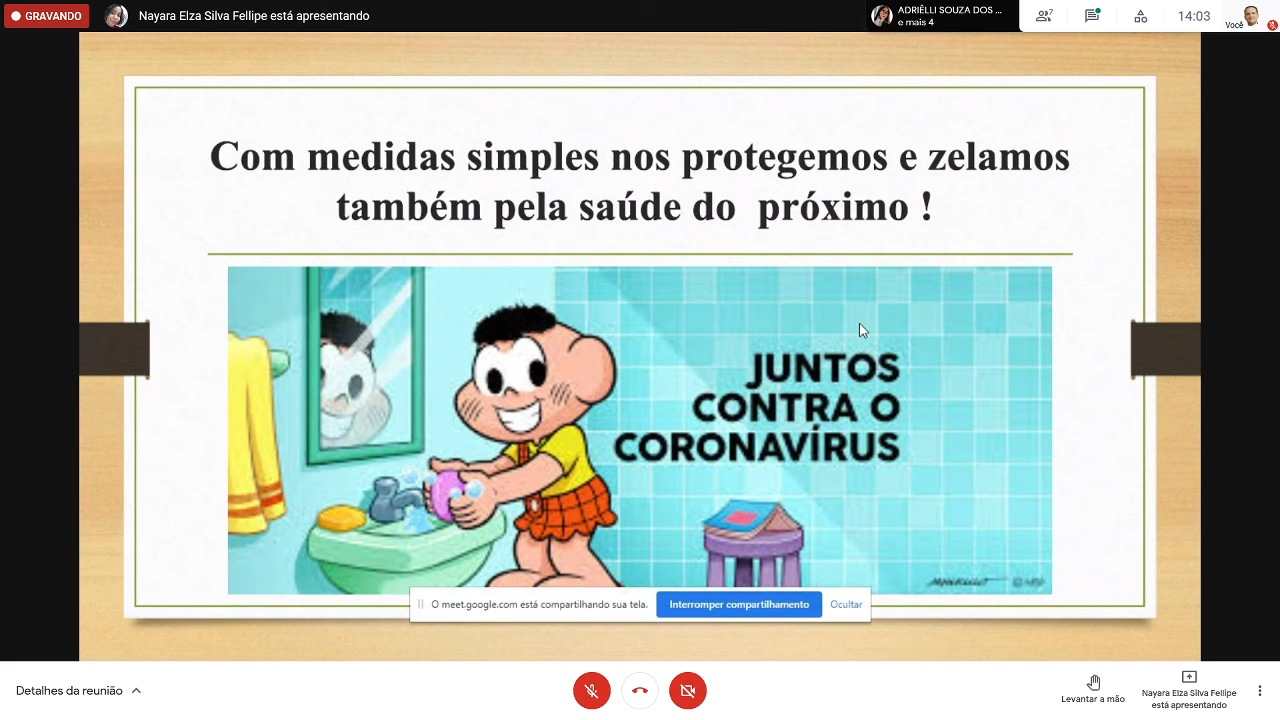 GRAVANDO
Nayara Elza Silva Fellipe está apresentando
ADRIÊLLI SOUZA DOS ...
e mais 4
7
14:03
Você
Com medidas simples nos protegemos e zelamos
também pela saúde do próximo !
JUNTOS
CONTRA O
CORONAVÍRUS
O meet.google.com está compartilhando sua tela.
Interromper compartilhamento
Ocultar
Detalhes da reunião
Levantar a mão
Nayara Elza Silva Fellipe
está apresentando